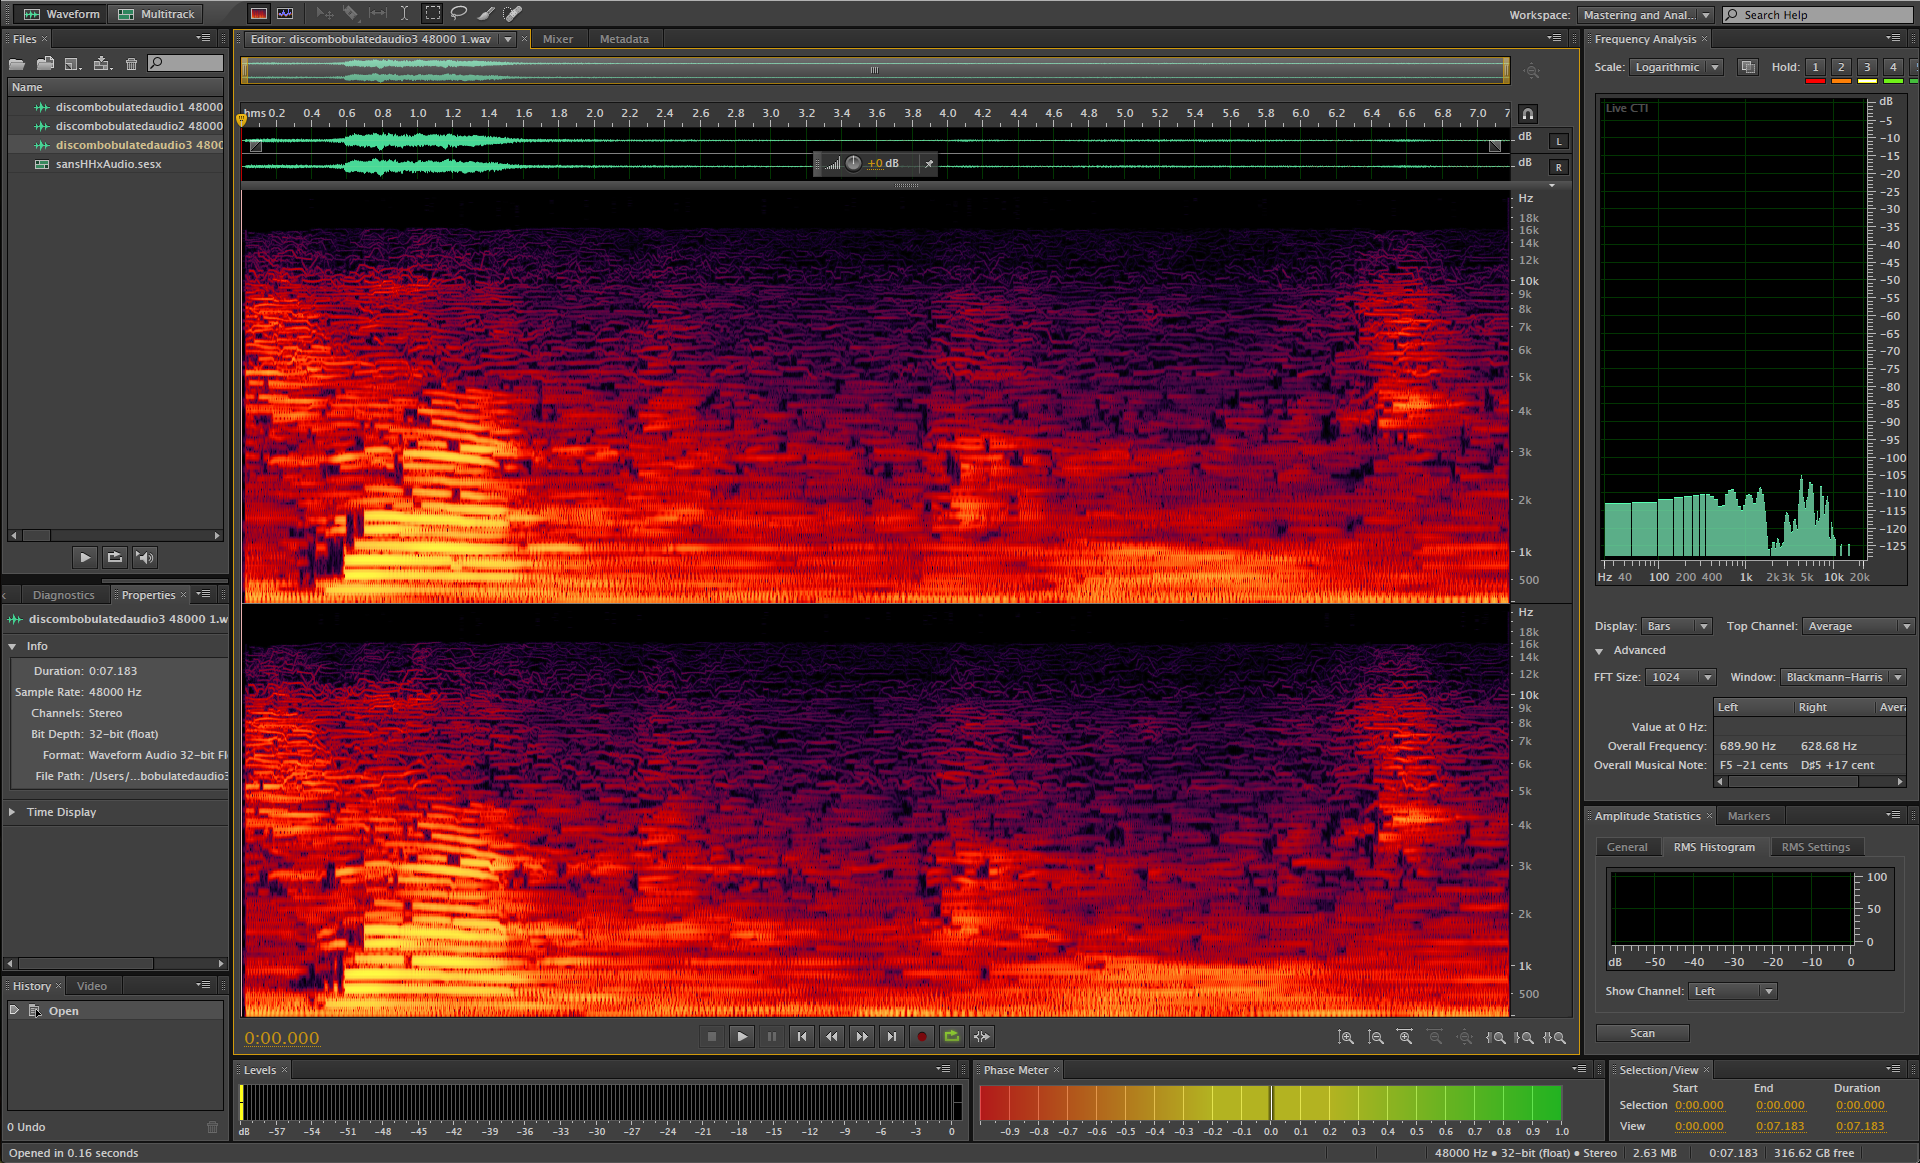 Waveform Multitrack Workspace: Mastering and Anal... Search Help
Files
Name
discombobulatedaudio1 48000
discombobulatedaudio2 48000
discombobulatedaudio3 4800
sansHHxAudio.sesx
Diagnostics Properties
discombobulatedaudio3 48000 1.w
Info
Duration: 0:07.183
Sample Rate: 48000 Hz
Channels: Stereo
Bit Depth: 32-bit (float)
Format: Waveform Audio 32-bit Fl
File Path: /Users/...bobulatedaudio3
Time Display
History Video
Open
0 Undo
Opened in 0.16 seconds
Editor: discombobulatedaudio3 48000 1.wav Mixer Metadata
hms 0.2 0.4 0.6 0.8 1.0 1.2 1.4 1.6 1.8 2.0 2.2 2.4 2.6 2.8 3.0 3.2 3.4 3.6 3.8 4.0 4.2 4.4 4.6 4.8 5.0 5.2 5.4 5.6 5.8 6.0 6.2 6.4 6.6 6.8 7.0 7
dB L
+0 dB
dB R
Hz
18k
16k
14k
12k
10k
9k
8k
7k
6k
5k
4k
3k
2k
1k
500
Hz
18k
16k
14k
12k
10k
9k
8k
7k
6k
5k
4k
3k
2k
1k
500
0:00.000
Levels
dB -57 -54 -51 -48 -45 -42 -39 -36 -33 -30 -27 -24 -21 -18 -15 -12 -9 -6 -3 0
Phase Meter
-0.9 -0.8 -0.7 -0.6 -0.5 -0.4 -0.3 -0.2 -0.1 0.0 0.1 0.2 0.3 0.4 0.5 0.6 0.7 0.8 0.9 1.0
Frequency Analysis
Scale: Logarithmic Hold: 1 2 3 4
Live CTI
dB
-5
-10
-15
-20
-25
-30
-35
-40
-45
-50
-55
-60
-65
-70
-75
-80
-85
-90
-95
-100
-105
-110
-115
-120
-125
Hz 40 100 200 400 1k 2k 3k 5k 10k 20k
Display: Bars Top Channel: Average
Advanced
FFT Size: 1024 Window: Blackmann-Harris
Left Right Avera
Value at 0 Hz:
Overall Frequency: 689.90 Hz 628.68 Hz
Overall Musical Note: F5 -21 cents D♯5 +17 cent
Amplitude Statistics Markers
General RMS Histogram RMS Settings
100
50
0
dB -50 -40 -30 -20 -10 0
Show Channel: Left
Scan
Selection/View
Start End Duration
Selection 0:00.000 0:00.000 0:00.000
View 0:00.000 0:07.183 0:07.183
48000 Hz • 32-bit (float) • Stereo 2.63 MB 0:07.183 316.62 GB free